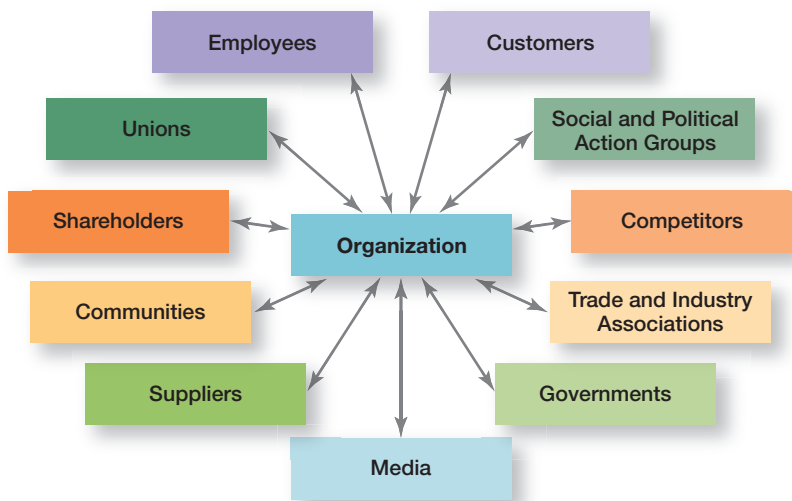 Employees
Customers
Unions
Social and Political
Action Groups
Shareholders
Organization
Competitors
Communities
Trade and Industry
Associations
Suppliers
Governments
Media